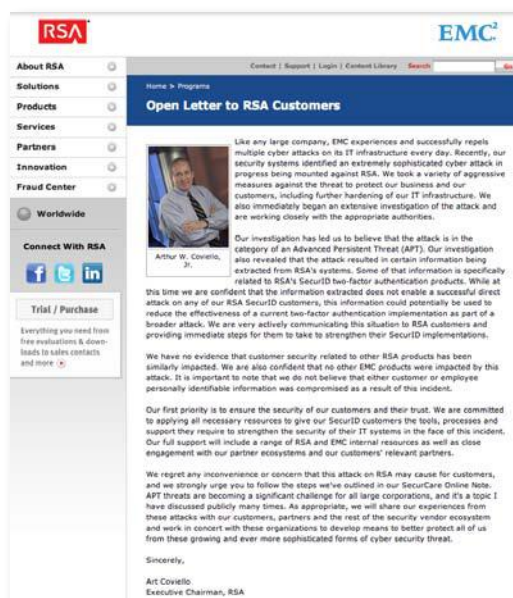 RSA
EMC²
About RSA
Solutions
Products
Services
Partners
Innovation
Fraud Center
Worldwide
Connect With RSA
Trial / Purchase
Everything you need from
free evaluations & down-
loads to sales contacts
and more
Contact | Support | Login | Content Library Search:
Home > Programs
Open Letter to RSA Customers
Arthur W. Coviello,
Jr.
Like any large company, EMC experiences and successfully repels
multiple cyber attacks on its IT infrastructure every day. Recently, our
security systems identified an extremely sophisticated cyber attack in
progress being mounted against RSA. We took a variety of aggressive
measures against the threat to protect our business and our
customers, including further hardening of our IT infrastructure. We
also immediately began an extensive investigation of the attack and
are working closely with the appropriate authorities.
Our investigation has led us to believe that the attack is in the
category of an Advanced Persistent Threat (APT). Our investigation
also revealed that the attack resulted in certain information being
extracted from RSA's systems. Some of that information is specifically
related to RSA's SecurID two-factor authentication products. While at
this time we are confident that the information extracted does not enable a successful direct
attack on any of our RSA SecurID customers, this information could potentially be used to
reduce the effectiveness of a current two-factor authentication implementation as part of a
broader attack. We are very actively communicating this situation to RSA customers and
providing immediate steps for them to take to strengthen their SecurID implementations.
We have no evidence that customer security related to other RSA products has been
similarly impacted. We are also confident that no other EMC products were impacted by this
attack. It is important to note that we do not believe that either customer or employee
personally identifiable information was compromised as a result of this incident.
Our first priority is to ensure the security of our customers and their trust. We are committed
to applying all necessary resources to give our SecurID customers the tools, processes and
support they require to strengthen the security of their IT systems in the face of this incident.
Our full support will include a range of RSA and EMC internal resources as well as close
engagement with our partner ecosystems and our customers' relevant partners.
We regret any inconvenience or concern that this attack on RSA may cause for customers,
and we strongly urge you to follow the steps we've outlined in our SecurCare Online Note.
APT threats are becoming a significant challenge for all large corporations, and it's a topic I
have discussed publicly many times. As appropriate, we will share our experiences from
these attacks with our customers, partners and the rest of the security vendor ecosystem
and work in concert with these organizations to develop means to better protect all of us
from these growing and ever more sophisticated forms of cyber security threat.
Sincerely,
Art Coviello
Executive Chairman, RSA